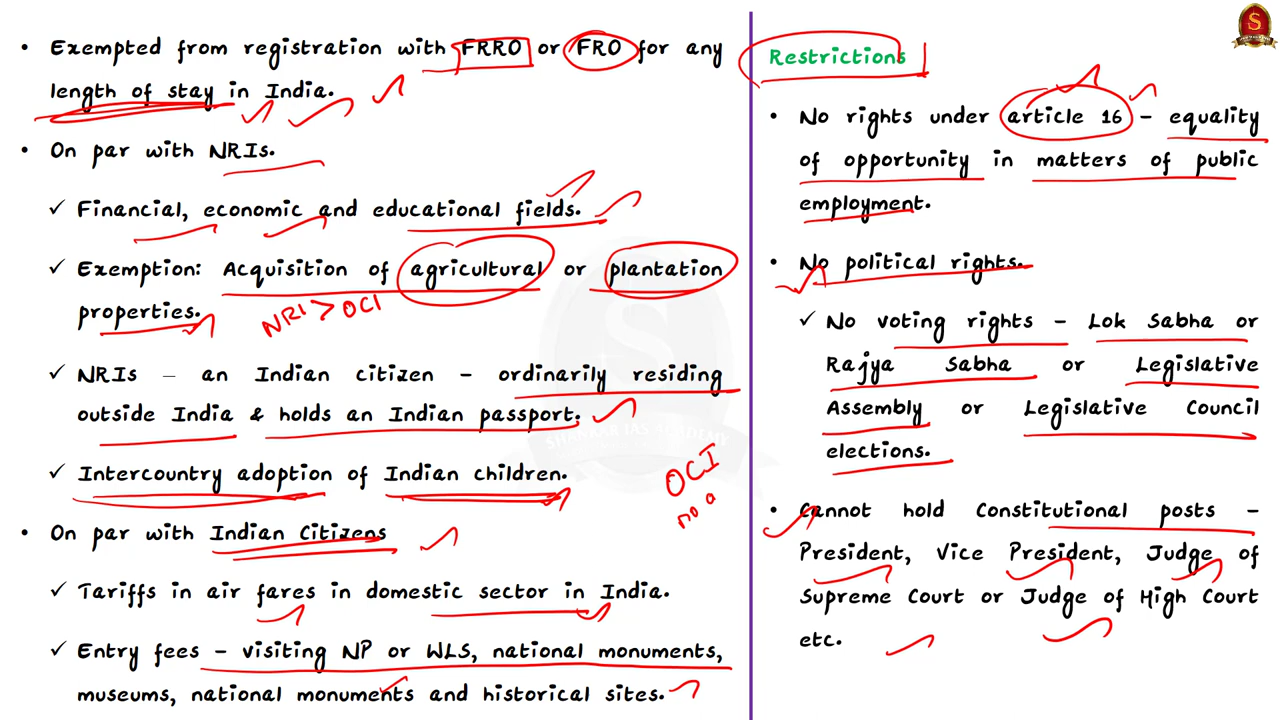 • Exempted from registration with FRRO or FRO for any
length of stay in India.
• On par with NRIs.
✓ Financial, economic and educational fields.
✓ Exemption: Acquisition of agricultural or plantation
properties.
NRI > OCI
✓ NRIs – an Indian citizen - ordinarily residing
outside India & holds an Indian passport.
✓ Intercountry adoption of Indian children.
OCI
no
• On par with Indian Citizens
✓ Tariffs in air fares in domestic sector in India.
✓ Entry fees - visiting NP or WLS, national monuments,
museums, national monuments and historical sites.
Restrictions
• No rights under article 16 - equality
of opportunity in matters of public
employment.
• No political rights.
✓ No voting rights - Lok Sabha or
Rajya Sabha or Legislative
Assembly or Legislative Council
elections.
• Cannot hold Constitutional posts -
President, Vice President, Judge of
Supreme Court or Judge of High Court
etc.
SHANKAR IAS ACADEMY